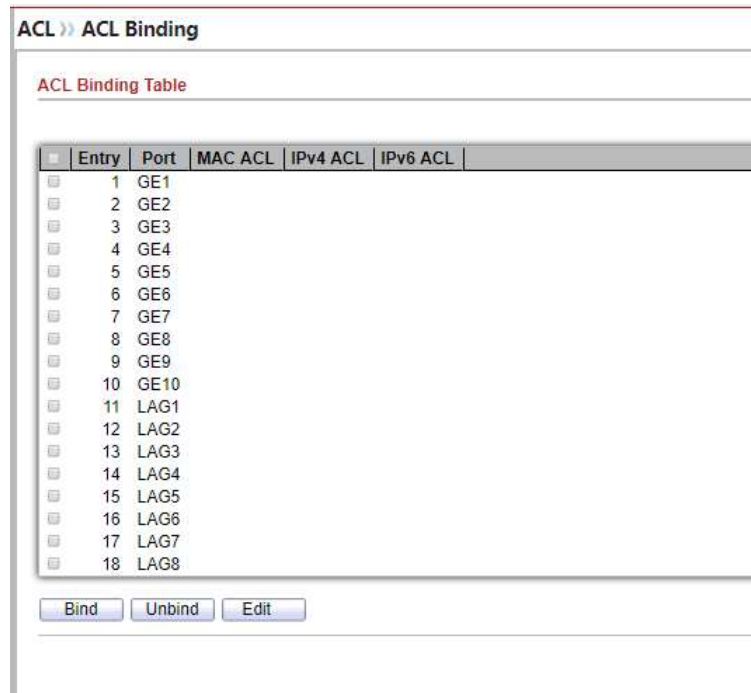 ACL » ACL Binding
ACL Binding Table
Entry Port MAC ACL IPv4 ACL IPv6 ACL
1 GE1
2 GE2
3 GE3
4 GE4
5 GE5
6 GE6
7 GE7
8 GE8
9 GE9
10 GE10
11 LAG1
12 LAG2
13 LAG3
14 LAG4
15 LAG5
16 LAG6
17 LAG7
18 LAG8
Bind Unbind Edit